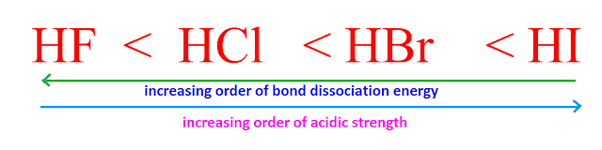 HF < HCl < HBr < HI
increasing order of bond dissociation energy
increasing order of acidic strength